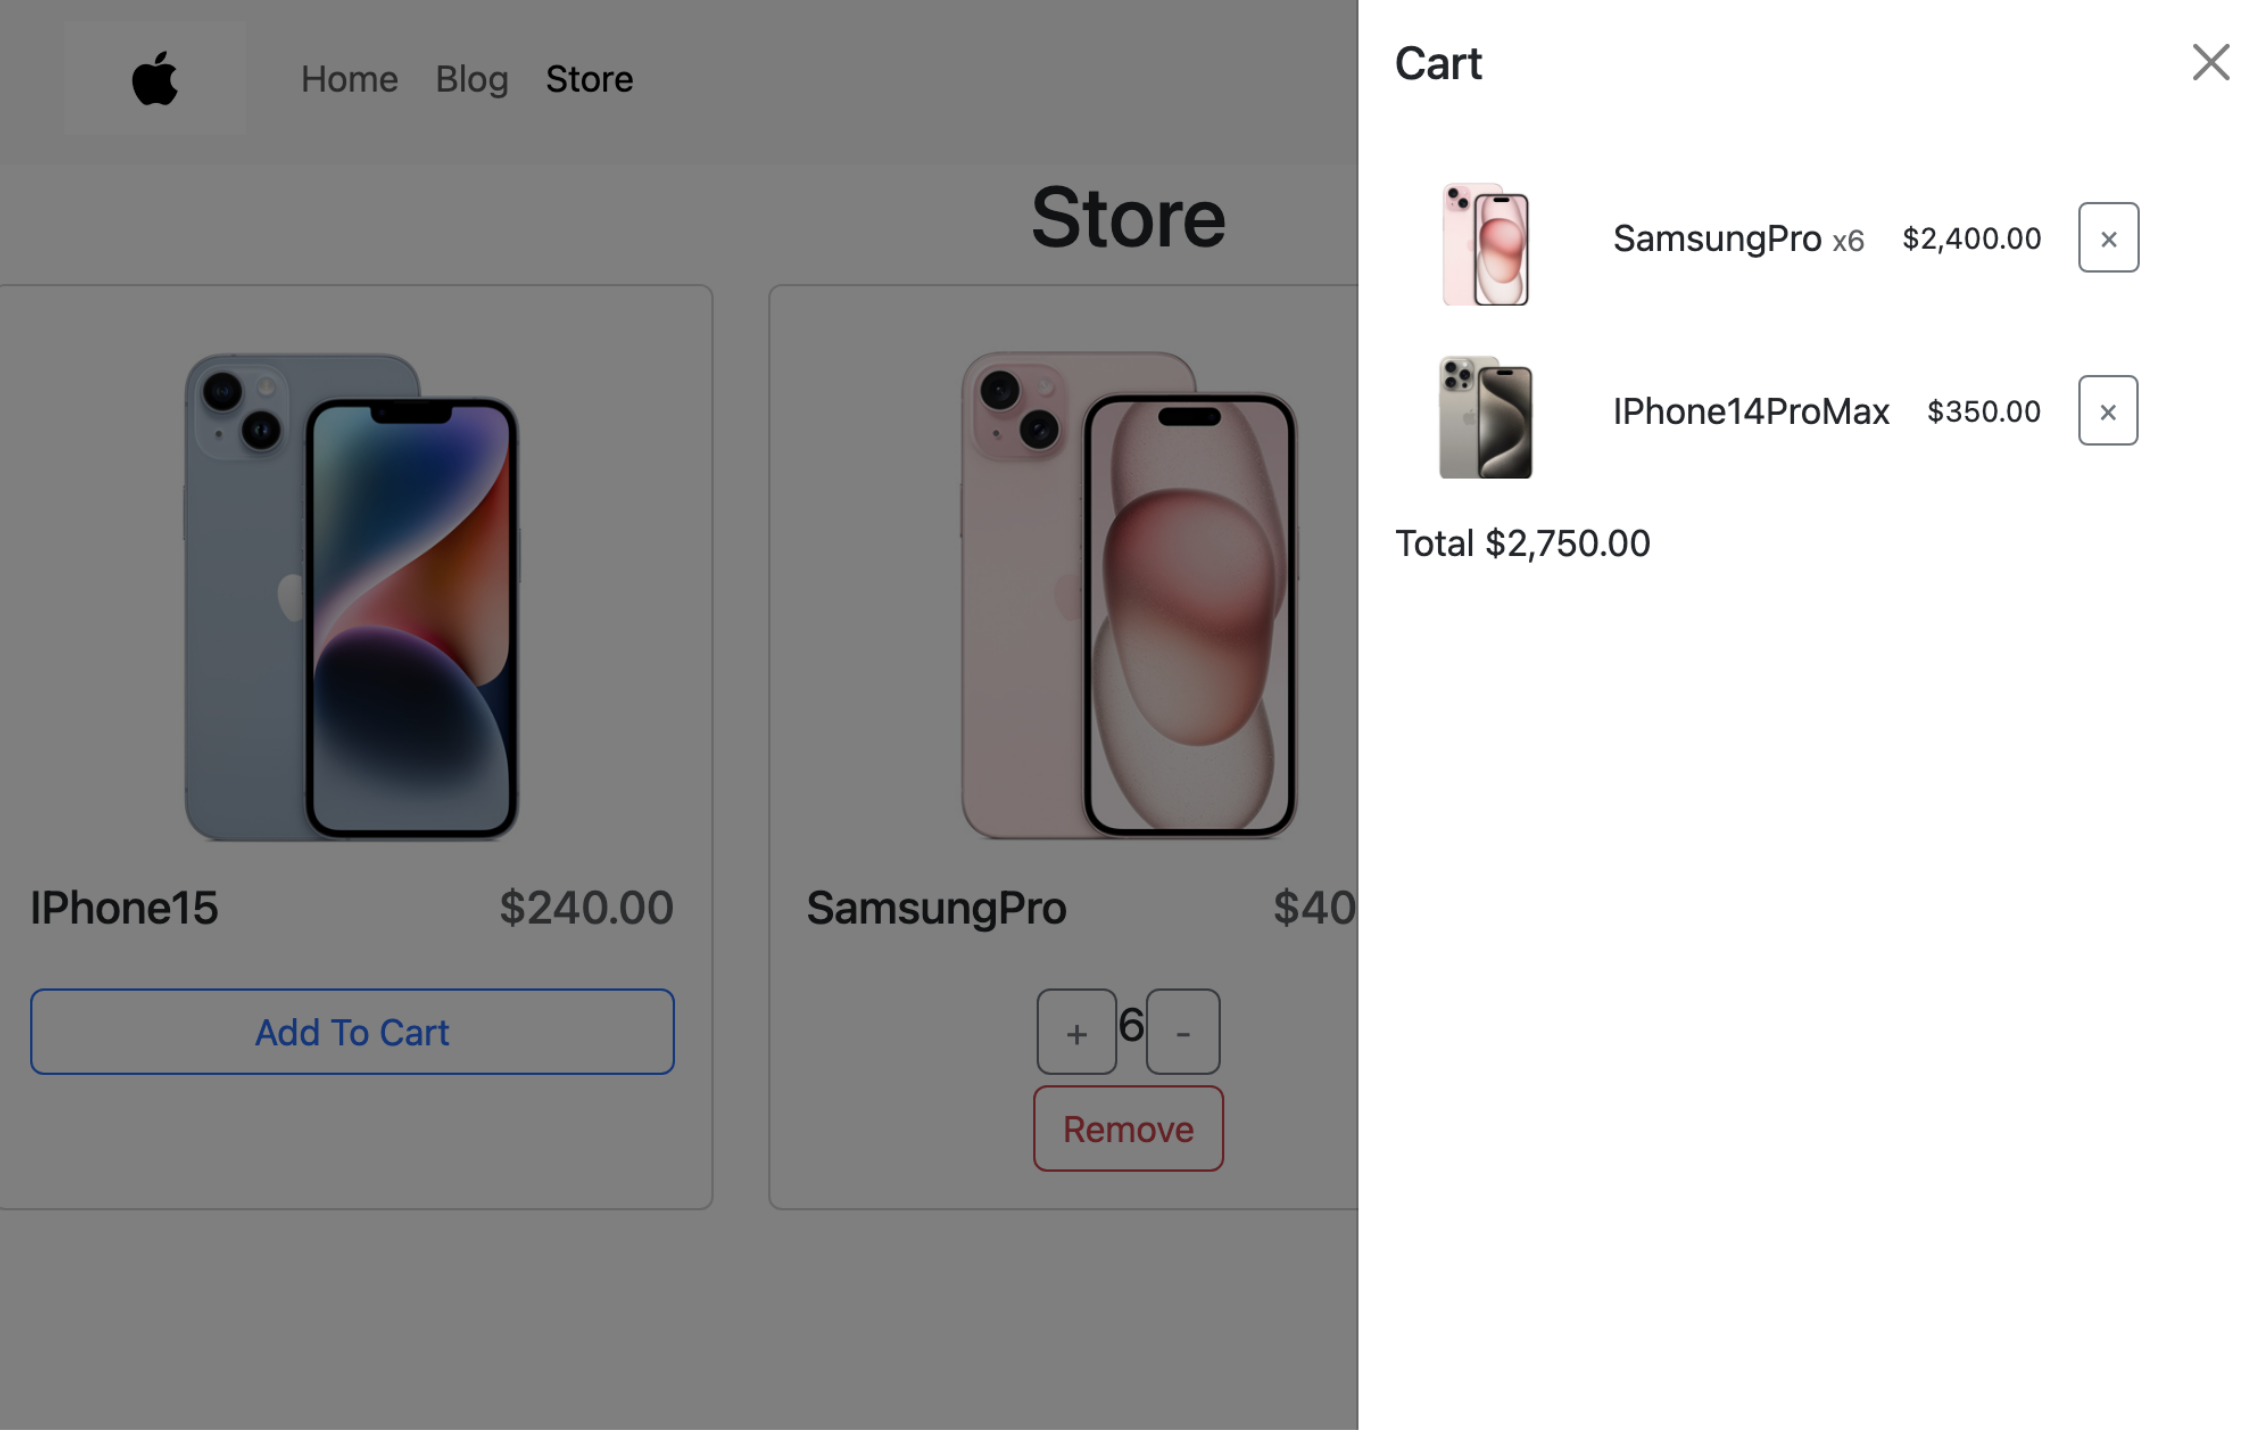 Home Blog Store
Store
IPhone15 $240.00
Add To Cart
SamsungPro $40
+ 6 -
Remove
Cart
SamsungPro x6 $2,400.00 ×
IPhone14ProMax $350.00 ×
Total $2,750.00